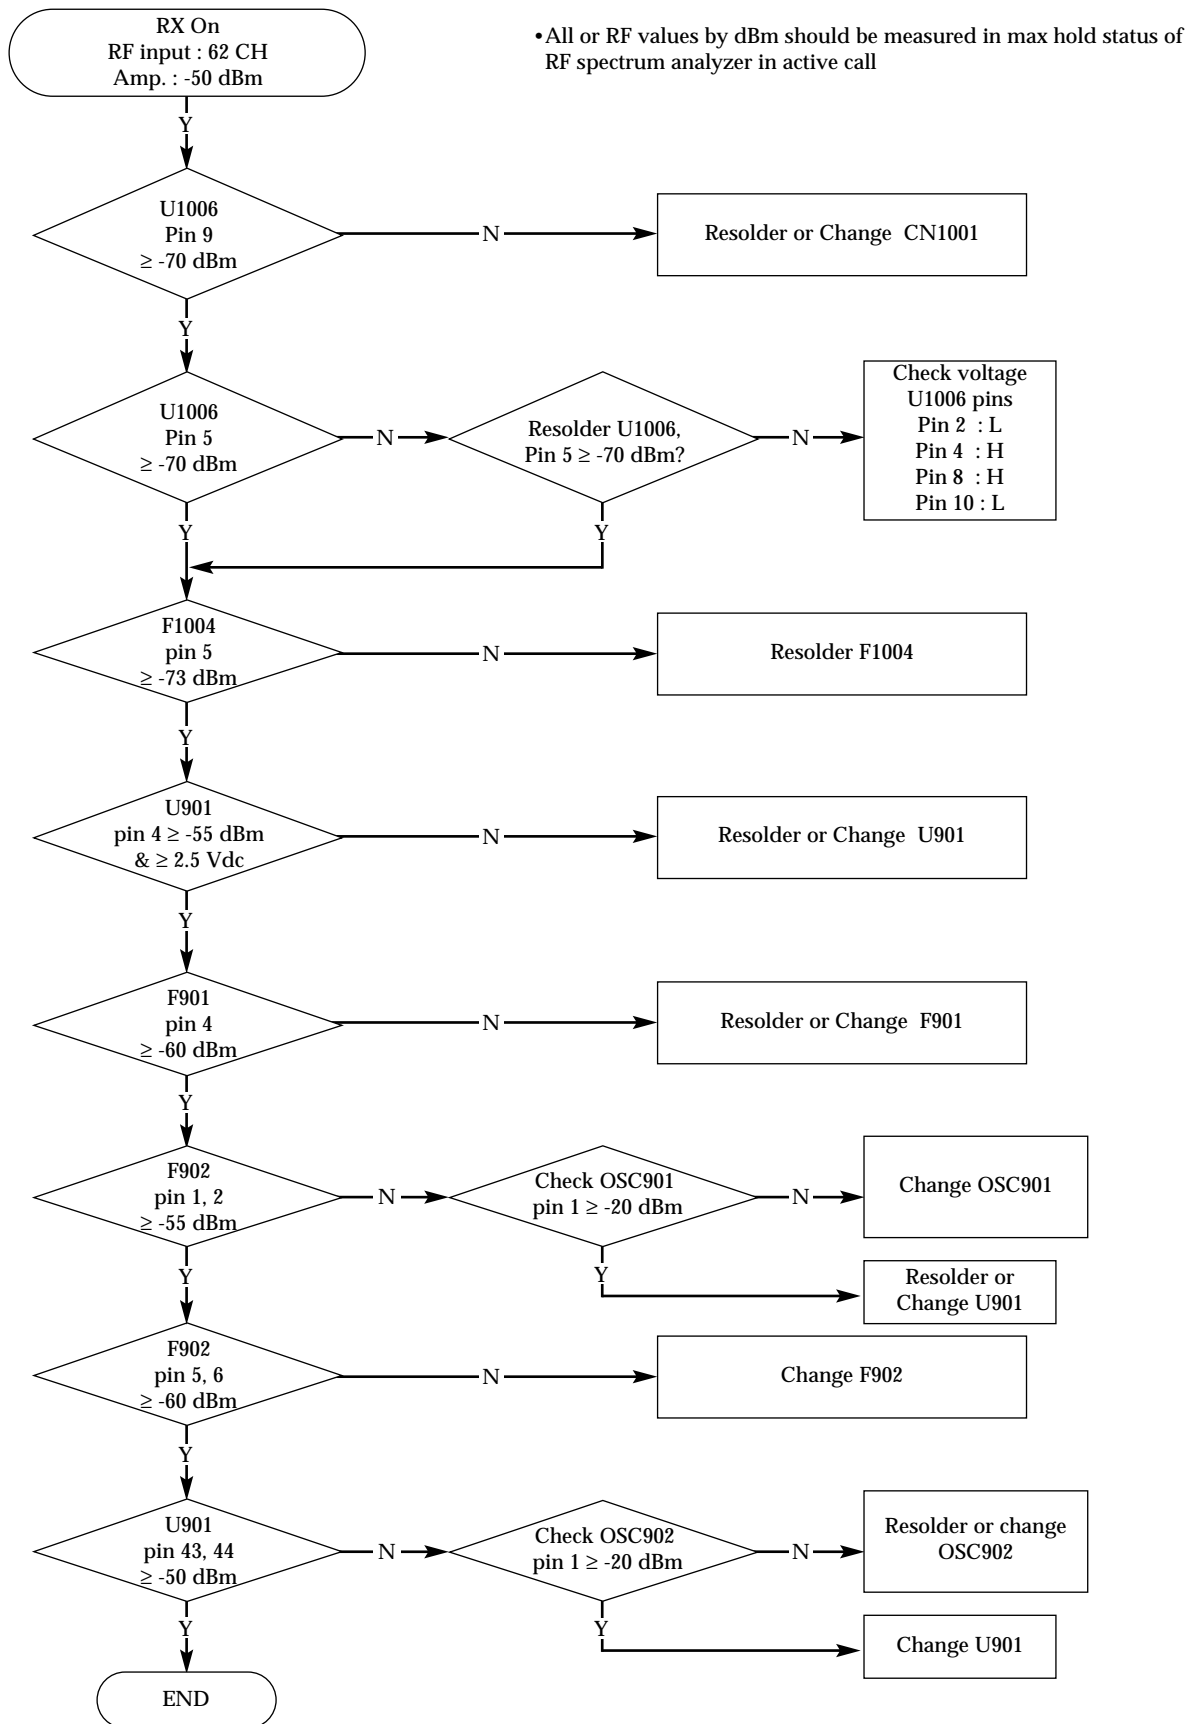 RX On
RF input : 62 CH
Amp. : -50 dBm
•All or RF values by dBm should be measured in max hold status of
RF spectrum analyzer in active call
Y
U1006
Pin 9
≥ -70 dBm
N
Resolder or Change CN1001
Y
U1006
Pin 5
≥ -70 dBm
N
Resolder U1006,
Pin 5 ≥ -70 dBm?
N
Check voltage
U1006 pins
Pin 2 : L
Pin 4 : H
Pin 8 : H
Pin 10 : L
Y
Y
F1004
pin 5
≥ -73 dBm
N
Resolder F1004
Y
U901
pin 4 ≥ -55 dBm
& ≥ 2.5 Vdc
N
Resolder or Change U901
Y
F901
pin 4
≥ -60 dBm
N
Resolder or Change F901
Y
F902
pin 1, 2
≥ -55 dBm
N
Check OSC901
pin 1 ≥ -20 dBm
N
Change OSC901
Y
Y
Resolder or
Change U901
F902
pin 5, 6
≥ -60 dBm
N
Change F902
Y
U901
pin 43, 44
≥ -50 dBm
N
Check OSC902
pin 1 ≥ -20 dBm
N
Resolder or change
OSC902
Y
Y
Change U901
END